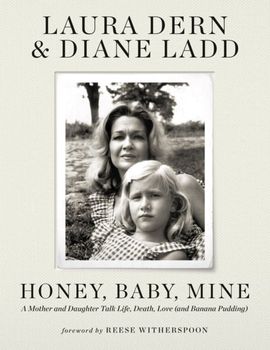 LAURA DERN
& DIANE LADD
HONEY, BABY, MINE
A Mother and Daughter Talk Life, Death, Love (and Banana Pudding)
foreword by REESE WITHERSPOON